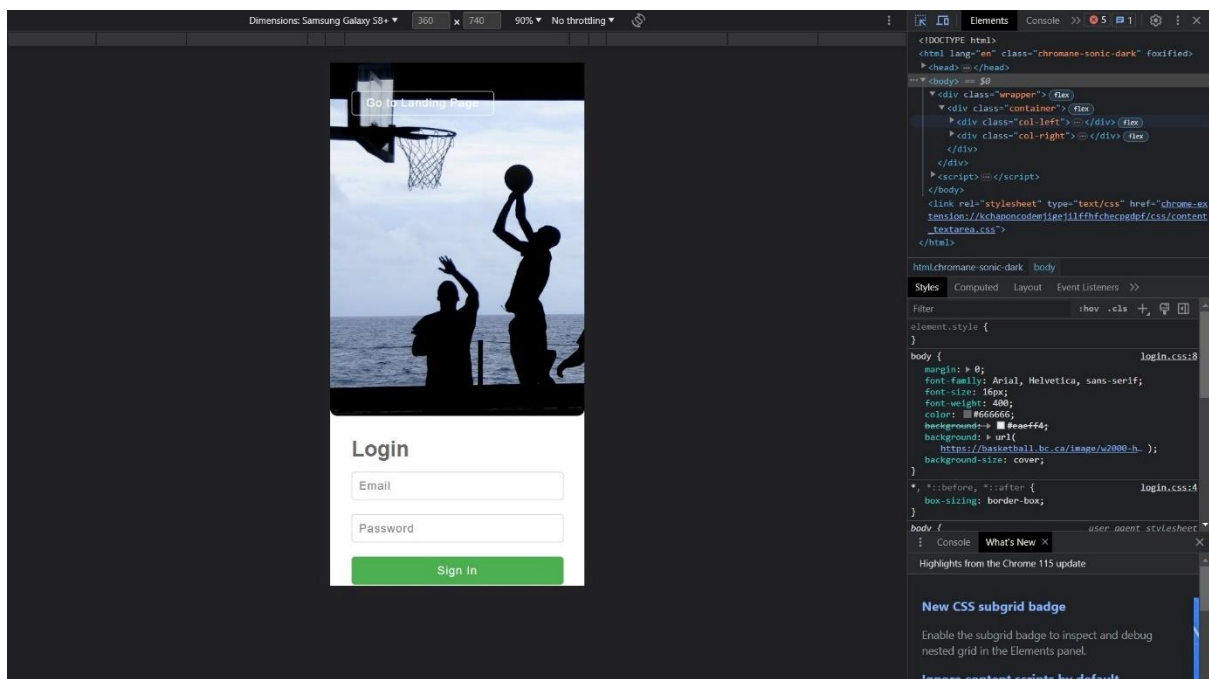 Dimensions: Samsung Galaxy S8+ ▼ 360 x 740 90% ▼ No throttling ▼
Go to Landing Page
Login
Email
Password
Sign In
Elements Console >> 5 1
<!DOCTYPE html>
<html lang="en" class="chromane-sonic-dark" foxified>
▶<head> ⋯ </head>
⋯▼<body> == $0
▼<div class="wrapper"> flex
▼<div class="container"> flex
▶<div class="col-left"> ⋯ </div> flex
▶<div class="col-right"> ⋯ </div> flex
</div>
</div>
▶<script> ⋯ </script>
</body>
<link rel="stylesheet" type="text/css" href="chrome-ex
tension://kchaponcodemjigejilffhfchecpgdpf/css/content
_textarea.css">
</html>
html.chromane-sonic-dark body
Styles Computed Layout Event Listeners >>
Filter :hov .cls +
element.style {
}
body { login.css:8
margin: ▶ 0;
font-family: Arial, Helvetica, sans-serif;
font-size: 16px;
font-weight: 400;
color: #666666;
background: ▶ #eaeff4;
background: ▶ url(
https://basketball.bc.ca/image/w2000-h… );
background-size: cover;
}
*, *::before, *::after { login.css:4
box-sizing: border-box;
}
body { user agent stylesheet
Console What's New ×
Highlights from the Chrome 115 update
New CSS subgrid badge
Enable the subgrid badge to inspect and debug
nested grid in the Elements panel.
Ignore content scripts by default